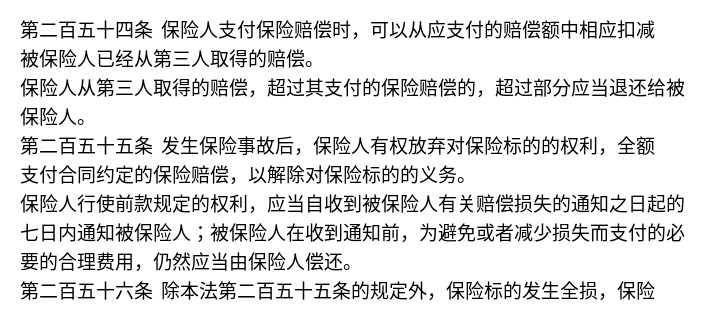 第二百五十四条 保险人支付保险赔偿时，可以从应支付的赔偿额中相应扣减
被保险人已经从第三人取得的赔偿。
保险人从第三人取得的赔偿，超过其支付的保险赔偿的，超过部分应当退还给被
保险人。
第二百五十五条 发生保险事故后，保险人有权放弃对保险标的的权利，全额
支付合同约定的保险赔偿，以解除对保险标的的义务。
保险人行使前款规定的权利，应当自收到被保险人有关赔偿损失的通知之日起的
七日内通知被保险人；被保险人在收到通知前，为避免或者减少损失而支付的必
要的合理费用，仍然应当由保险人偿还。
第二百五十六条 除本法第二百五十五条的规定外，保险标的发生全损，保险